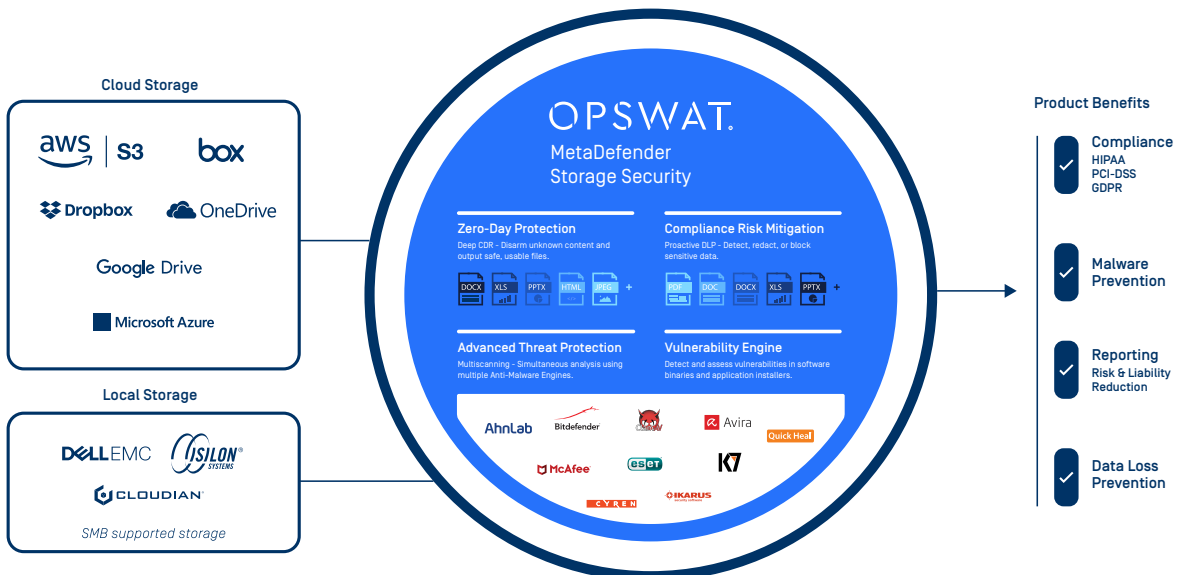 Cloud Storage
aws S3
box
Dropbox
OneDrive
Google Drive
Microsoft Azure
Local Storage
DELLEMC
ISILON®
SYSTEMS
CLOUDIAN®
SMB supported storage
OPSWAT.
MetaDefender
Storage Security
Zero-Day Protection
Deep CDR - Disarm unknown content and
output safe, usable files.
DOCX XLS PPTX HTML JPEG +
Compliance Risk Mitigation
Proactive DLP - Detect, redact, or block
sensitive data.
PDF DOC DOCX XLS PPTX +
Advanced Threat Protection
Multiscanning - Simultaneous analysis using
multiple Anti-Malware Engines.
Vulnerability Engine
Detect and assess vulnerabilities in software
binaries and application installers.
AhnLab
Bitdefender
ClamAV
Avira
Quick Heal
McAfee
eseT
K7
CYREN
IKARUS
security software
Product Benefits
Compliance
HIPAA
PCI-DSS
GDPR
Malware
Prevention
Reporting
Risk & Liability
Reduction
Data Loss
Prevention